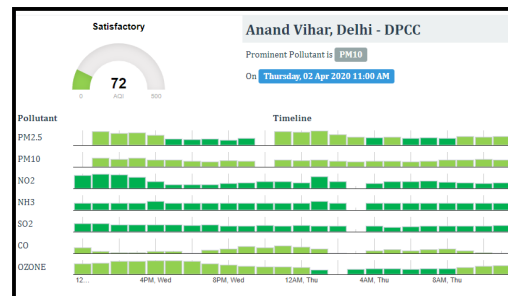 Satisfactory
Anand Vihar, Delhi - DPCC
Prominent Pollutant is PM10
On Thursday, 02 Apr 2020 11:00 AM
72
0 AQI 500
Pollutant Timeline
PM2.5
PM10
NO2
NH3
SO2
CO
OZONE
12... 4PM, Wed 8PM, Wed 12AM, Thu 4AM, Thu 8AM, Thu